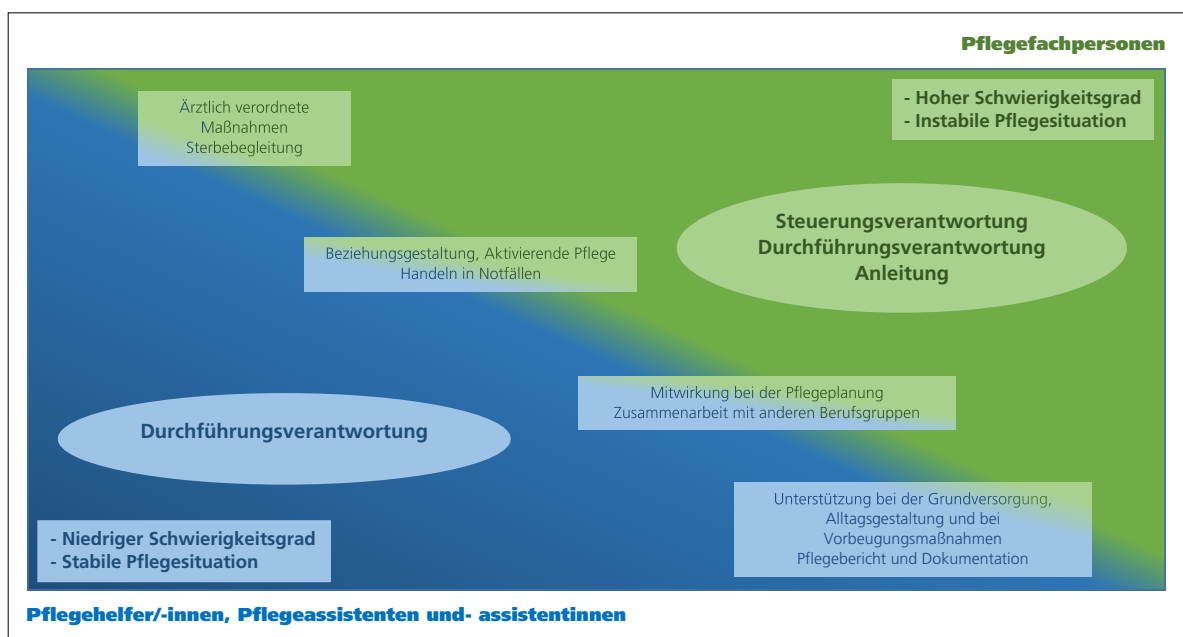 Pflegefachpersonen
Ärztlich verordnete
Maßnahmen
Sterbebegleitung
- Hoher Schwierigkeitsgrad
- Instabile Pflegesituation
Steuerungsverantwortung
Durchführungsverantwortung
Anleitung
Beziehungsgestaltung, Aktivierende Pflege
Handeln in Notfällen
Mitwirkung bei der Pflegeplanung
Zusammenarbeit mit anderen Berufsgruppen
Durchführungsverantwortung
Unterstützung bei der Grundversorgung,
Alltagsgestaltung und bei
Vorbeugungsmaßnahmen
Pflegebericht und Dokumentation
- Niedriger Schwierigkeitsgrad
- Stabile Pflegesituation
Pflegehelfer/-innen, Pflegeassistenten und- assistentinnen